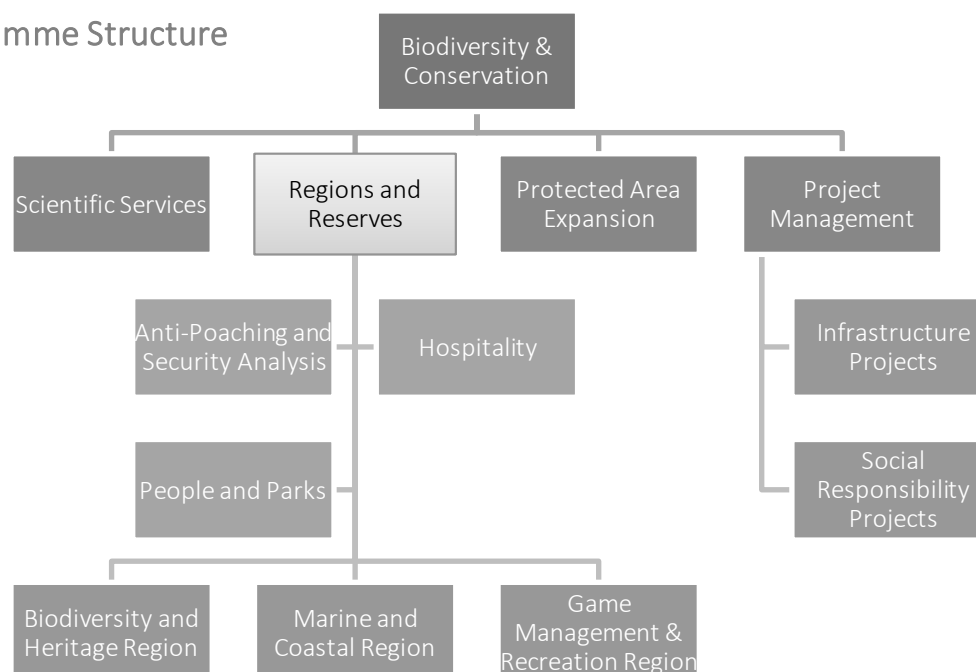 mme Structure
Biodiversity &
Conservation
Scientific Services
Regions and
Reserves
Protected Area
Expansion
Project
Management
Anti-Poaching and
Security Analysis
Hospitality
Infrastructure
Projects
People and Parks
Social
Responsibility
Projects
Biodiversity and
Heritage Region
Marine and
Coastal Region
Game
Management &
Recreation Region